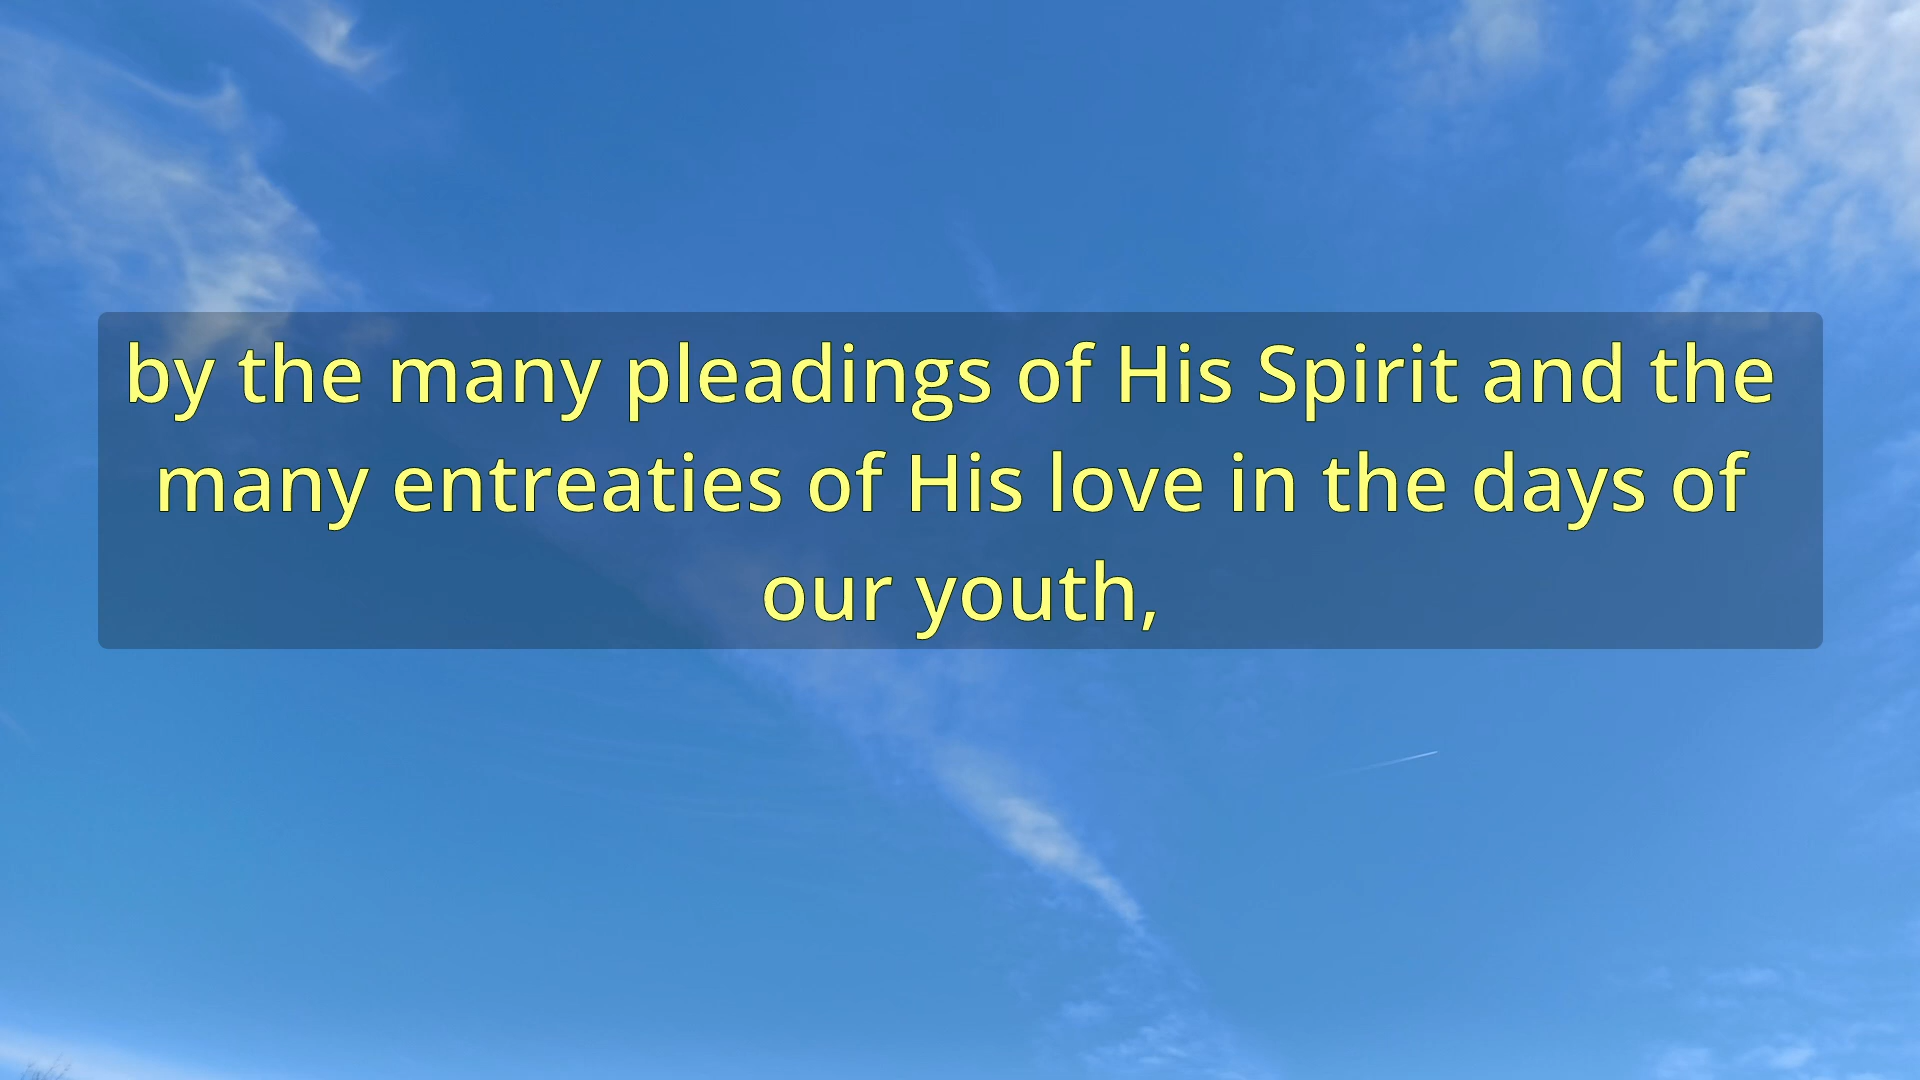 by the many pleadings of His Spirit and the
many entreaties of His love in the days of
our youth,